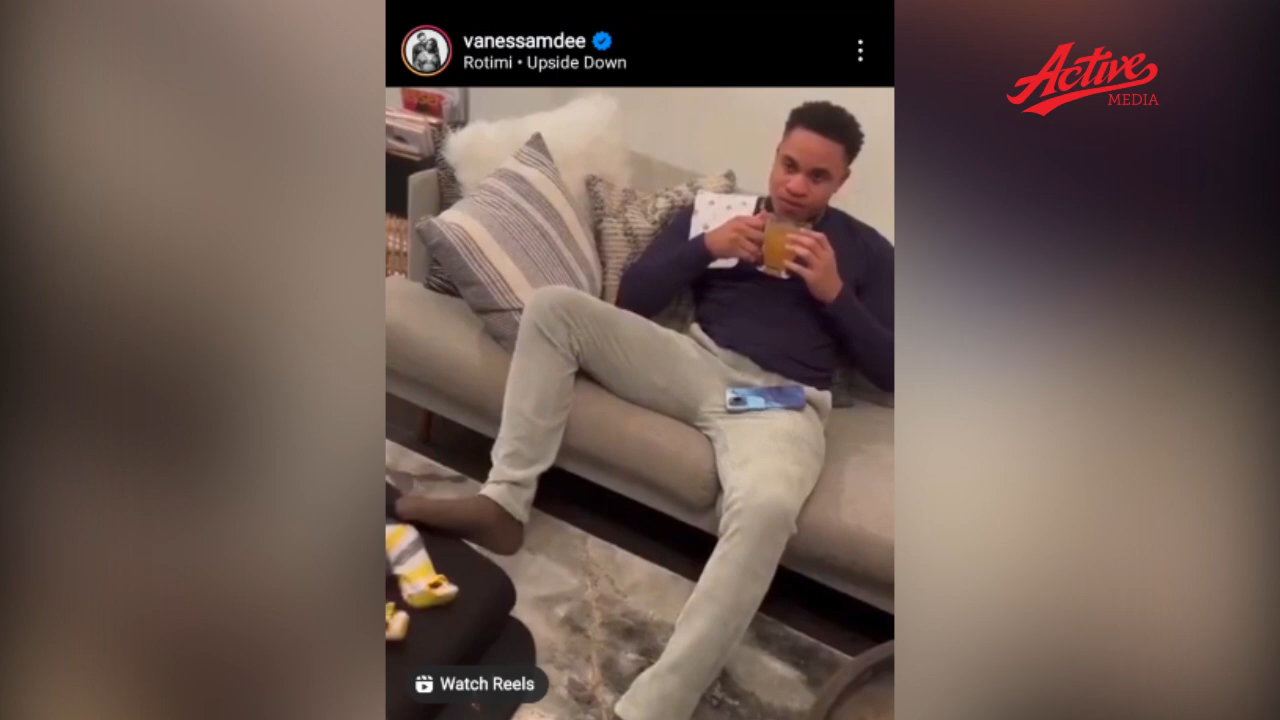 vanessamdee
Rotimi • Upside Down
Active
MEDIA
Watch Reels